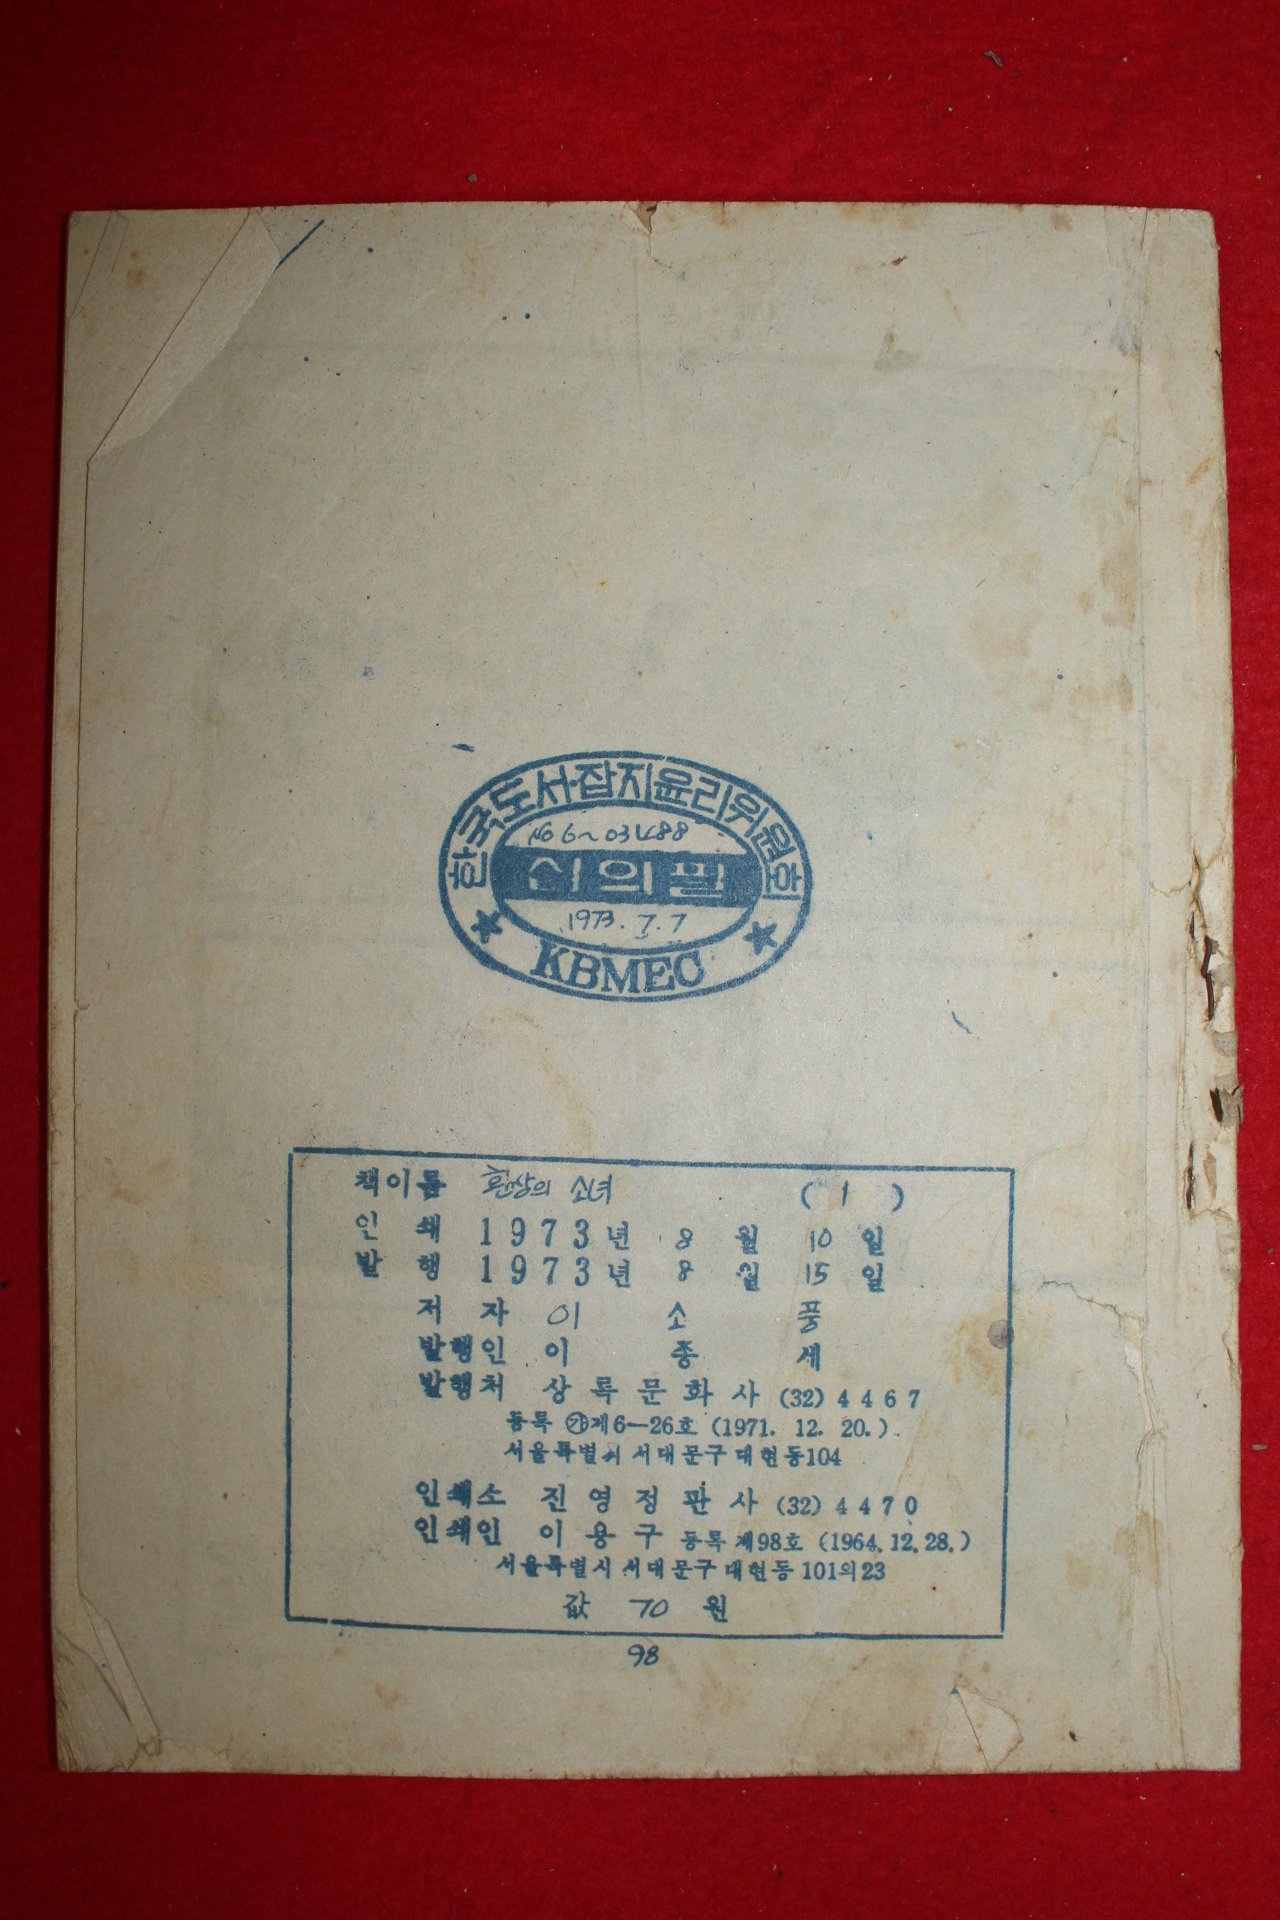 한국도서·잡지윤리위원회
№ 6~03488
심의필
1973. 7. 7
KBMEC
책이름 환상의 소녀 ( 1 )
인쇄 1973년 8월 10일
발행 1973년 8월 15일
저자 이소풍
발행인 이종세
발행처 상록문화사 (32) 4467
등록 ㉮제6—26호 (1971. 12. 20.)
서울특별시 서대문구 대현동104
인쇄소 진영정판사 (32) 4470
인쇄인 이용구 등록 제98호 (1964. 12. 28.)
서울특별시 서대문구 대현동 101의23
값 70 원
98